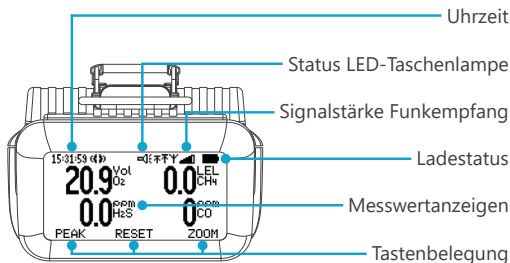 Uhrzeit
Status LED-Taschenlampe
Signalstärke Funkempfang
Ladestatus
Messwertanzeigen
Tastenbelegung
15:31:59
20.9 Vol O₂ 0.0 LEL CH₄
0.0 ppm H₂S 0 ppm CO
PEAK RESET ZOOM